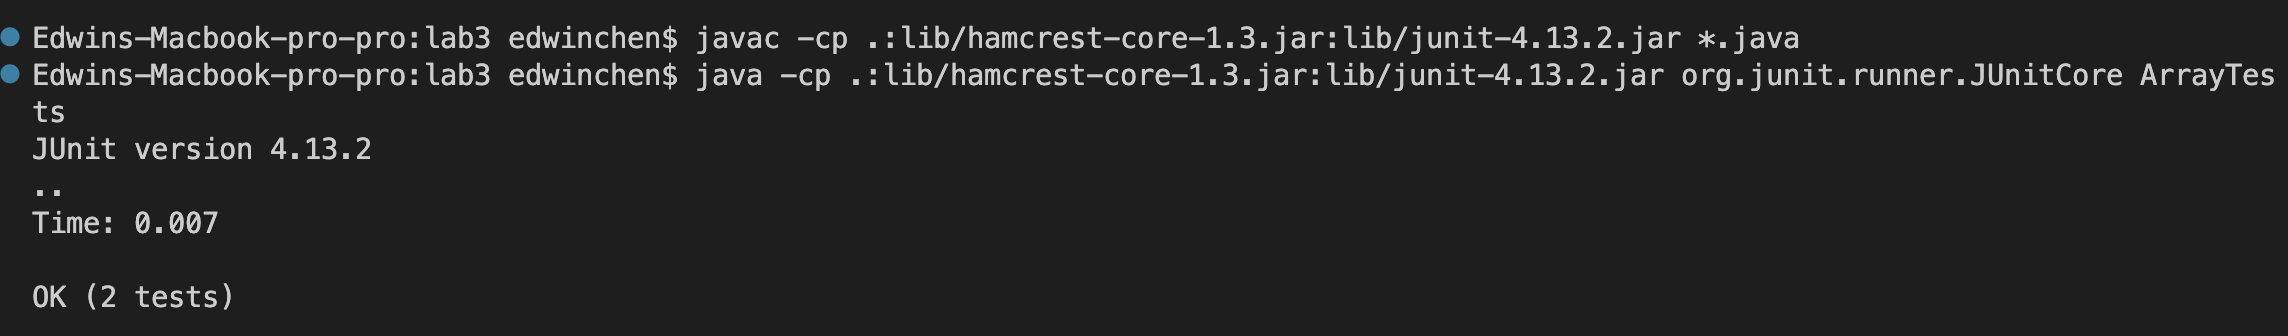 Edwins-Macbook-pro-pro:lab3 edwinchen$ javac -cp .:lib/hamcrest-core-1.3.jar:lib/junit-4.13.2.jar *.java
Edwins-Macbook-pro-pro:lab3 edwinchen$ java -cp .:lib/hamcrest-core-1.3.jar:lib/junit-4.13.2.jar org.junit.runner.JUnitCore ArrayTes
ts
JUnit version 4.13.2
..
Time: 0.007
OK (2 tests)